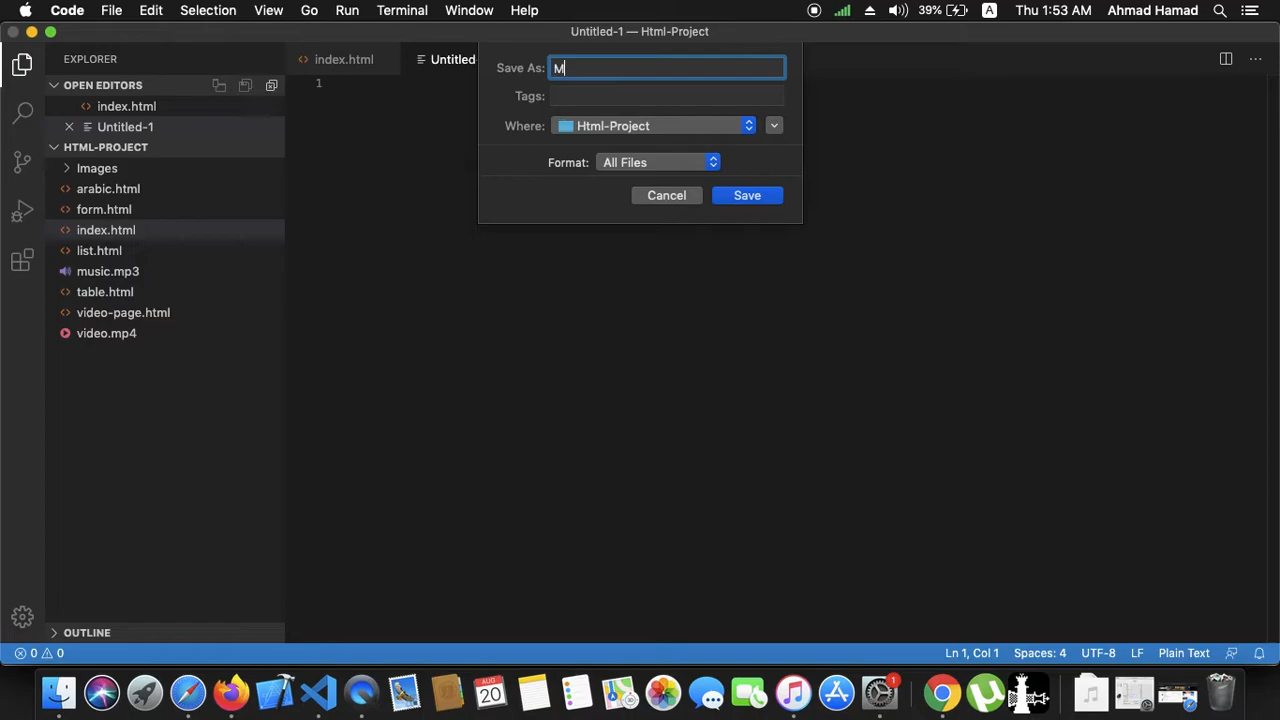 Code File Edit Selection View Go Run Terminal Window Help 39% A Thu 1:53 AM Ahmad Hamad
Untitled-1 — Html-Project
EXPLORER
index.html
Untitled
Save As: M
OPEN EDITORS
index.html
1
Tags:
Untitled-1
Where: Html-Project
HTML-PROJECT
Images
Format: All Files
arabic.html
Cancel Save
form.html
index.html
list.html
music.mp3
table.html
video-page.html
video.mp4
OUTLINE
0 0 Ln 1, Col 1 Spaces: 4 UTF-8 LF Plain Text
AUG
20
1